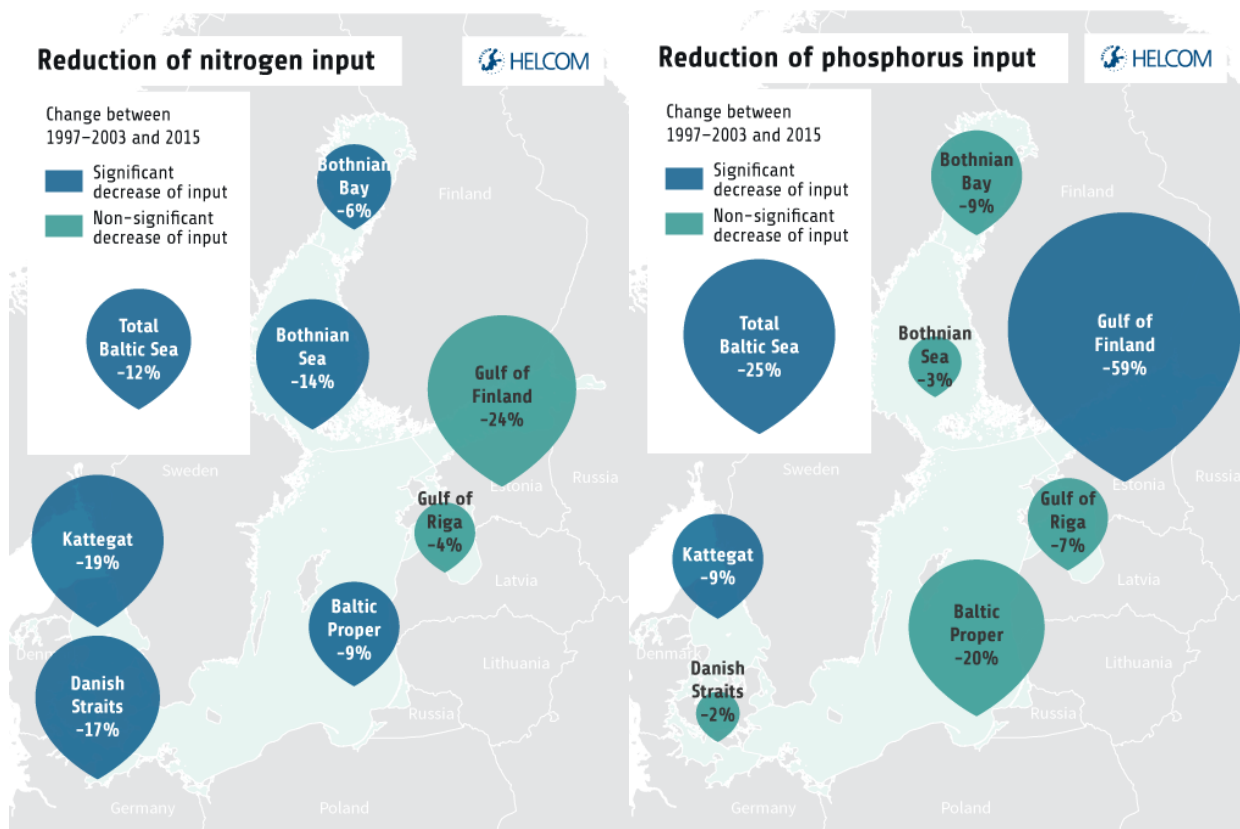 Reduction of nitrogen input
HELCOM
Change between
1997–2003 and 2015
Significant
decrease of input
Non-significant
decrease of input
Total
Baltic Sea
-12%
Bothnian
Bay
-6%
Finland
Bothnian
Sea
-14%
Gulf of
Finland
-24%
Sweden
Estonia
Russia
Kattegat
-19%
Gulf of
Riga
-4%
Latvia
Baltic
Proper
-9%
Denm
Lithuania
Danish
Straits
-17%
Russia
Germany
Poland
Reduction of phosphorus input
HELCOM
Change between
1997–2003 and 2015
Significant
decrease of input
Non-significant
decrease of input
Total
Baltic Sea
-25%
Bothnian
Bay
-9%
Finland
Gulf of
Finland
-59%
Bothnian
Sea
-3%
Sweden
Estonia
Russia
Kattegat
-9%
Gulf of
Riga
-7%
Latvia
Baltic
Proper
-20%
Denmark
Lithuania
Danish
Straits
-2%
Russia
Germany
Poland